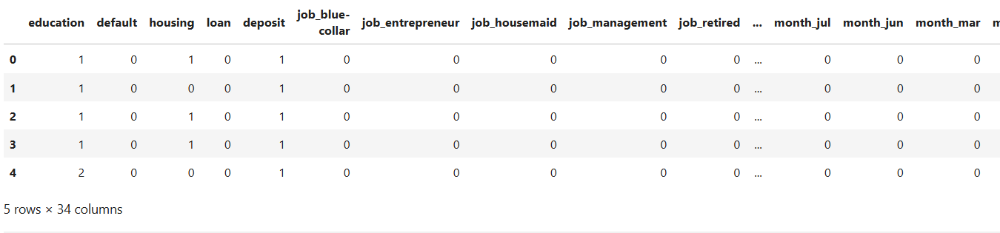 education default housing loan deposit job_blue-collar job_entrepreneur job_housemaid job_management job_retired ... month_jul month_jun month_mar m
0 1 0 1 0 1 0 0 0 0 0 ... 0 0 0
1 1 0 0 0 1 0 0 0 0 0 ... 0 0 0
2 1 0 1 0 1 0 0 0 0 0 ... 0 0 0
3 1 0 1 0 1 0 0 0 0 0 ... 0 0 0
4 2 0 0 0 1 0 0 0 0 0 ... 0 0 0
5 rows × 34 columns